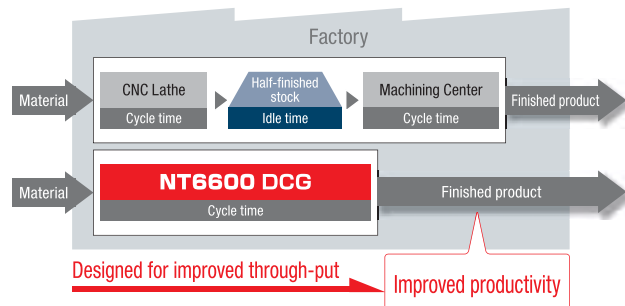 Factory
Material
CNC Lathe
Cycle time
Half-finished
stock
Idle time
Machining Center
Cycle time
Finished product
Material
NT6600 DCG
Cycle time
Finished product
Designed for improved through-put
Improved productivity